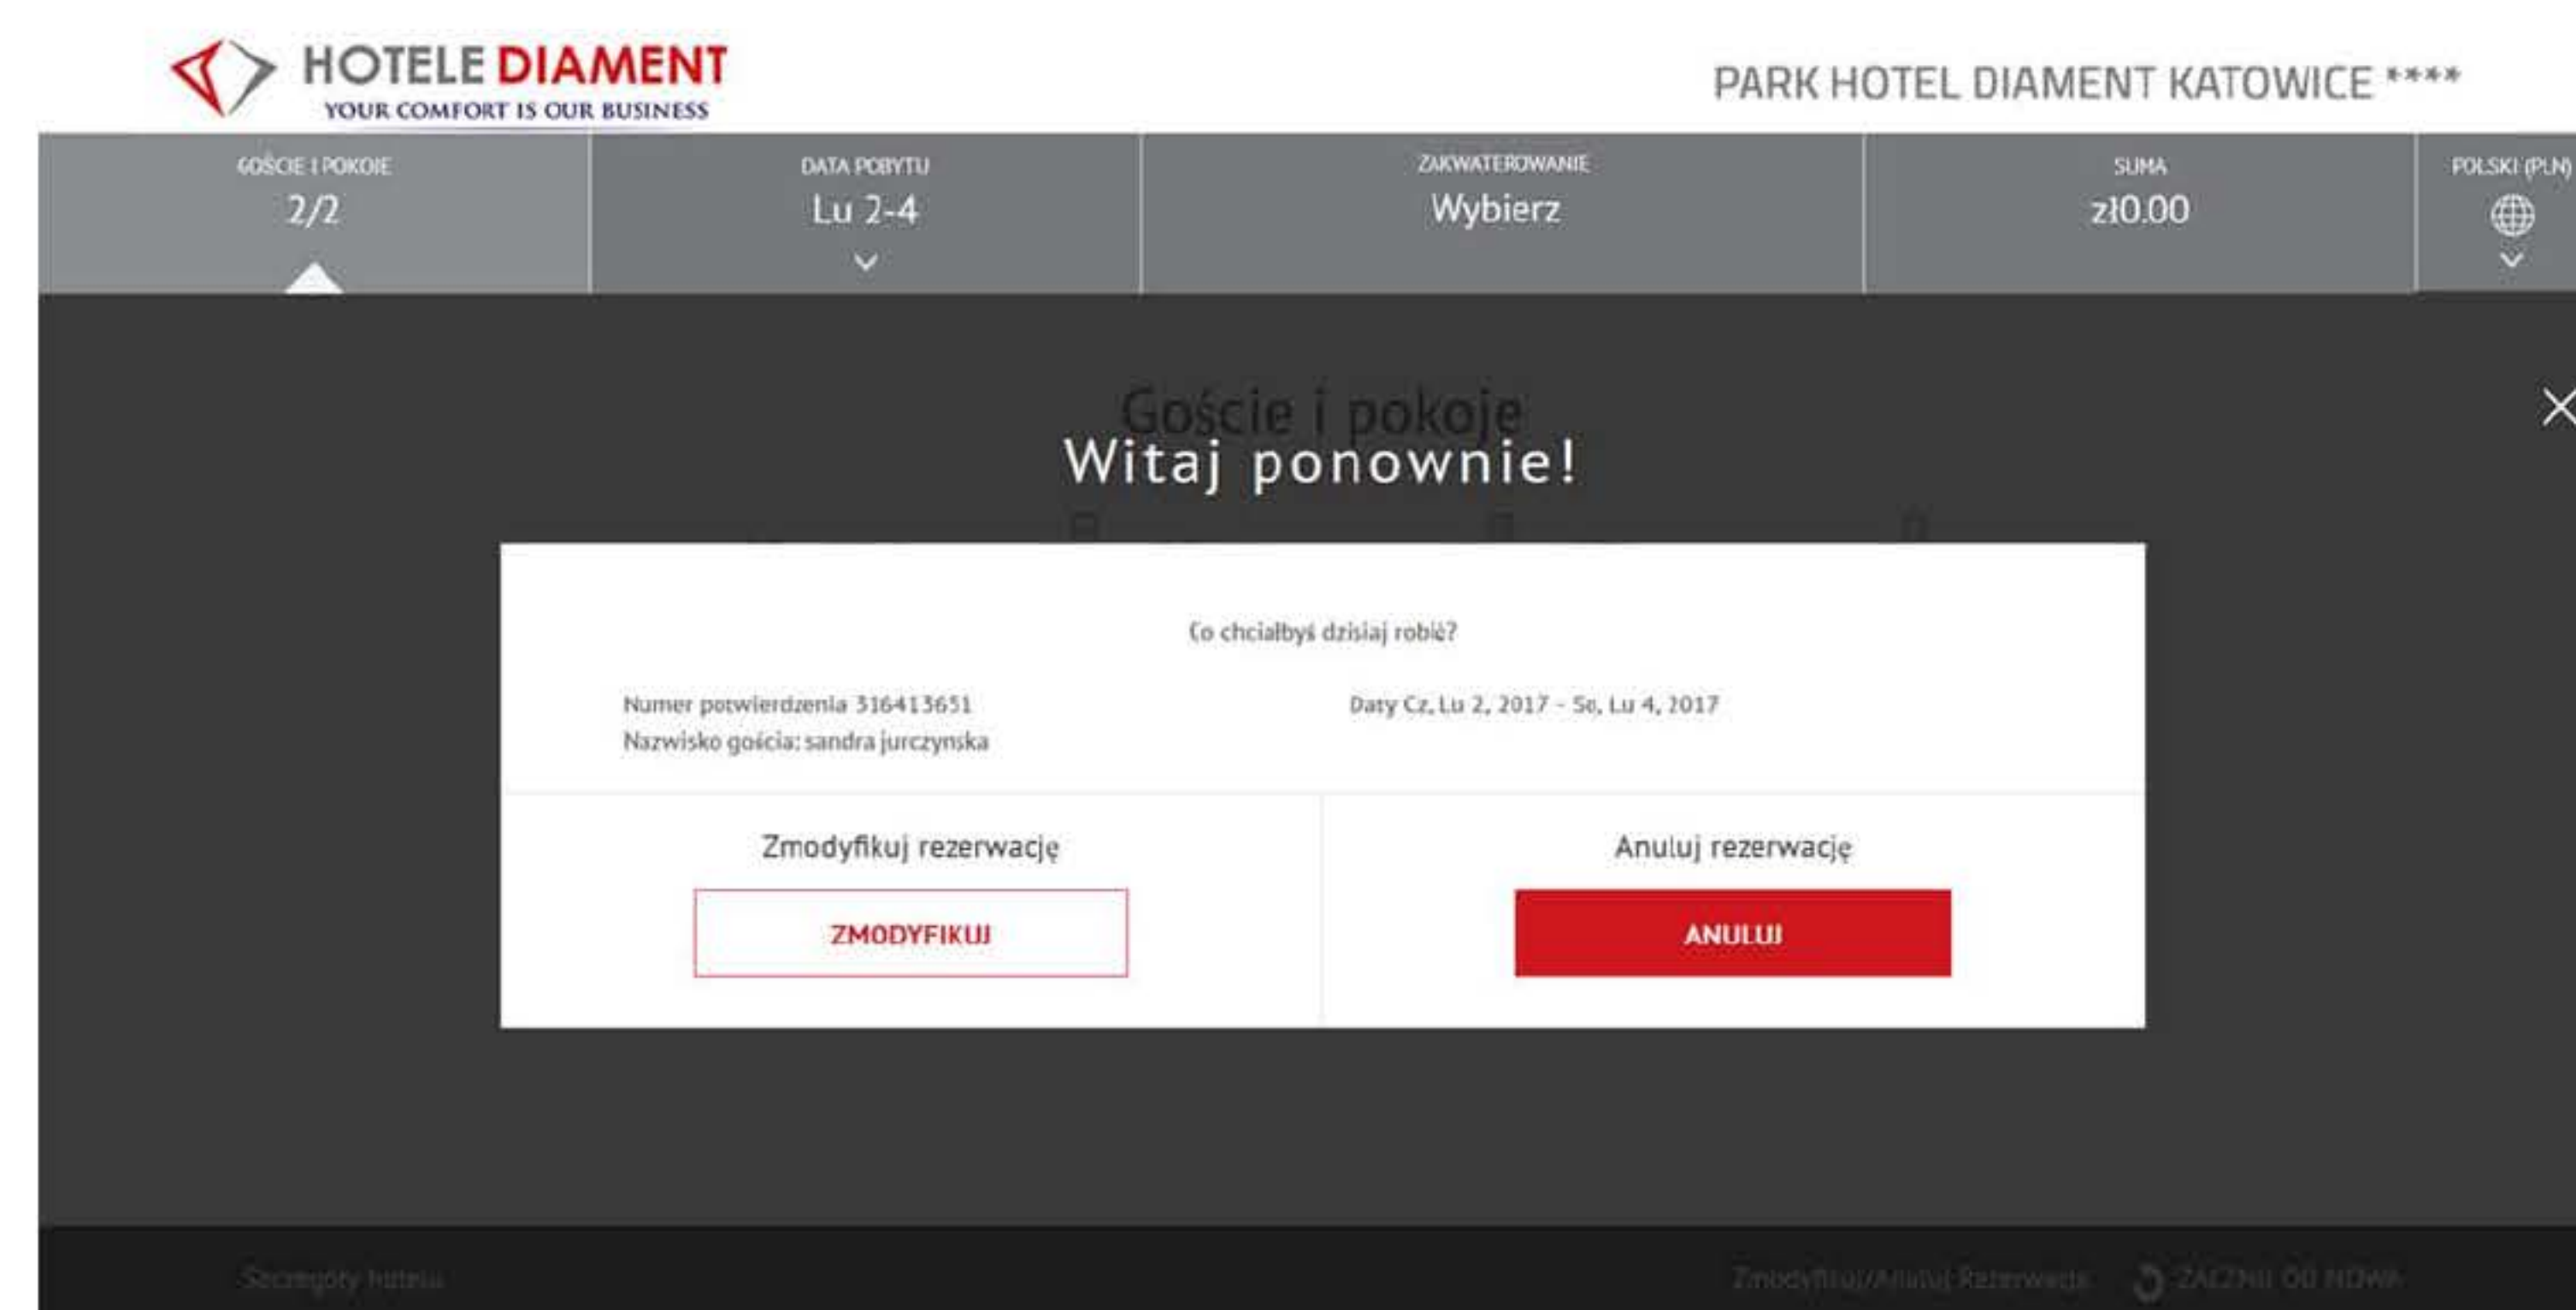 HOTELE DIAMENT
YOUR COMFORT IS OUR BUSINESS
PARK HOTEL DIAMENT KATOWICE ****
GOŚCIE I POKOJE
2/2
DATA POBYTU
Lu 2-4
ZAKWATEROWANIE
Wybierz
SUMA
zł0.00
POLSKI (PLN)
Goście i pokoje
Witaj ponownie!
Co chciałbyś dzisiaj robić?
Numer potwierdzenia 316413651
Daty Cz, Lu 2, 2017 - So, Lu 4, 2017
Nazwisko gościa: sandra jurczynska
Zmodyfikuj rezerwację
Anuluj rezerwację
ZMODYFIKUJ
ANULUJ
Szczegóły hotelu
Zmodyfikuj/Anuluj Rezerwację
ZACZNIJ OD NOWA